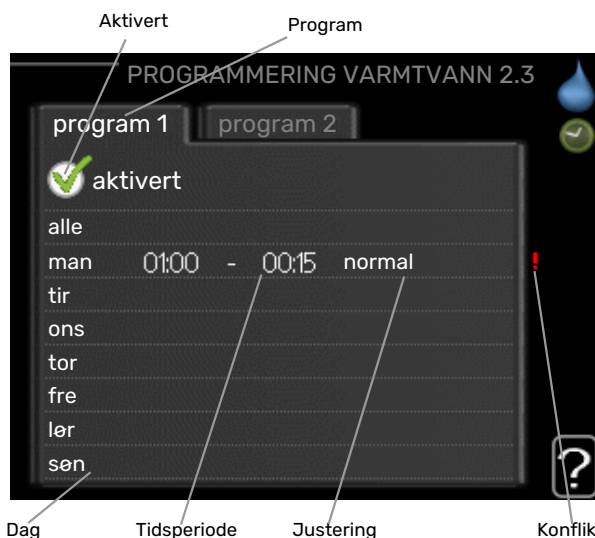 Aktivert
Program
PROGRAMMERING VARMTVANN 2.3
program 1 program 2
aktivert
alle
man 01:00 - 00:15 normal !
tir
ons
tor
fre
lør
søn
?
Dag Tidsperiode Justering Konflik